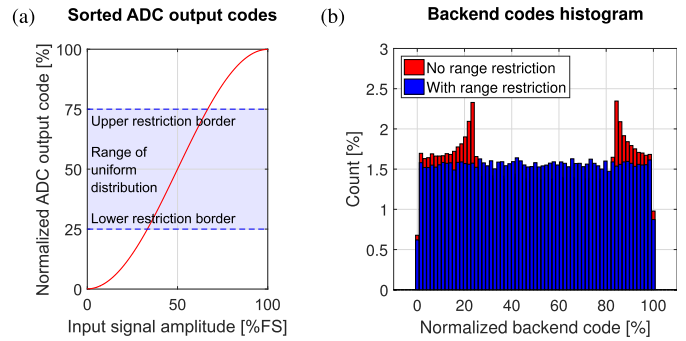 (a)
Sorted ADC output codes
Normalized ADC output code [%]
100
75
50
25
0
Upper restriction border
Range of
uniform
distribution
Lower restriction border
0
50
100
Input signal amplitude [%FS]
(b)
Backend codes histogram
Count [%]
3
2.5
2
1.5
1
0.5
0
No range restriction
With range restriction
0
20
40
60
80
100
Normalized backend code [%]